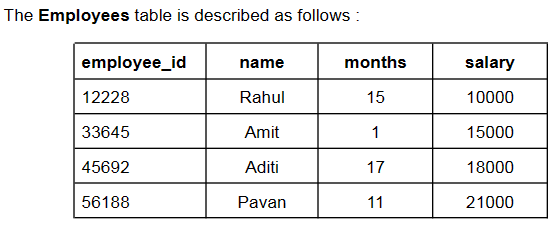 The Employees table is described as follows :
employee_id name months salary
12228 Rahul 15 10000
33645 Amit 1 15000
45692 Aditi 17 18000
56188 Pavan 11 21000